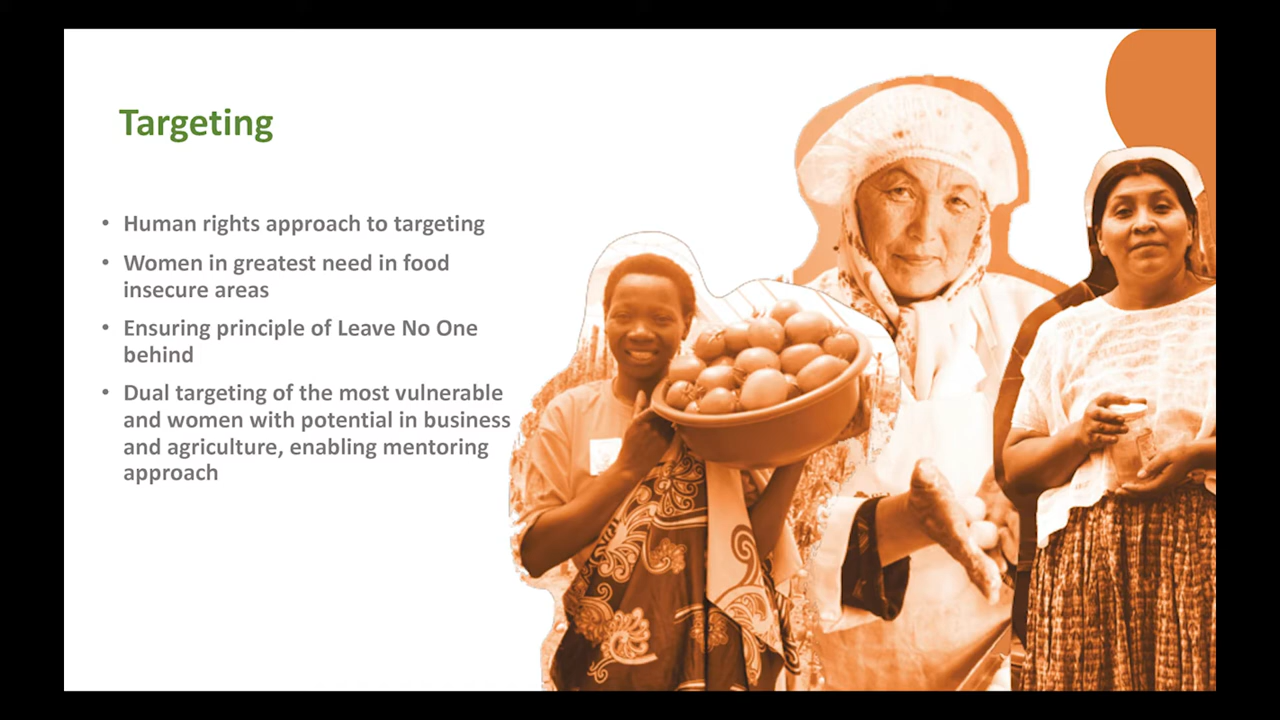 Targeting
• Human rights approach to targeting
• Women in greatest need in food
insecure areas
• Ensuring principle of Leave No One
behind
• Dual targeting of the most vulnerable
and women with potential in business
and agriculture, enabling mentoring
approach